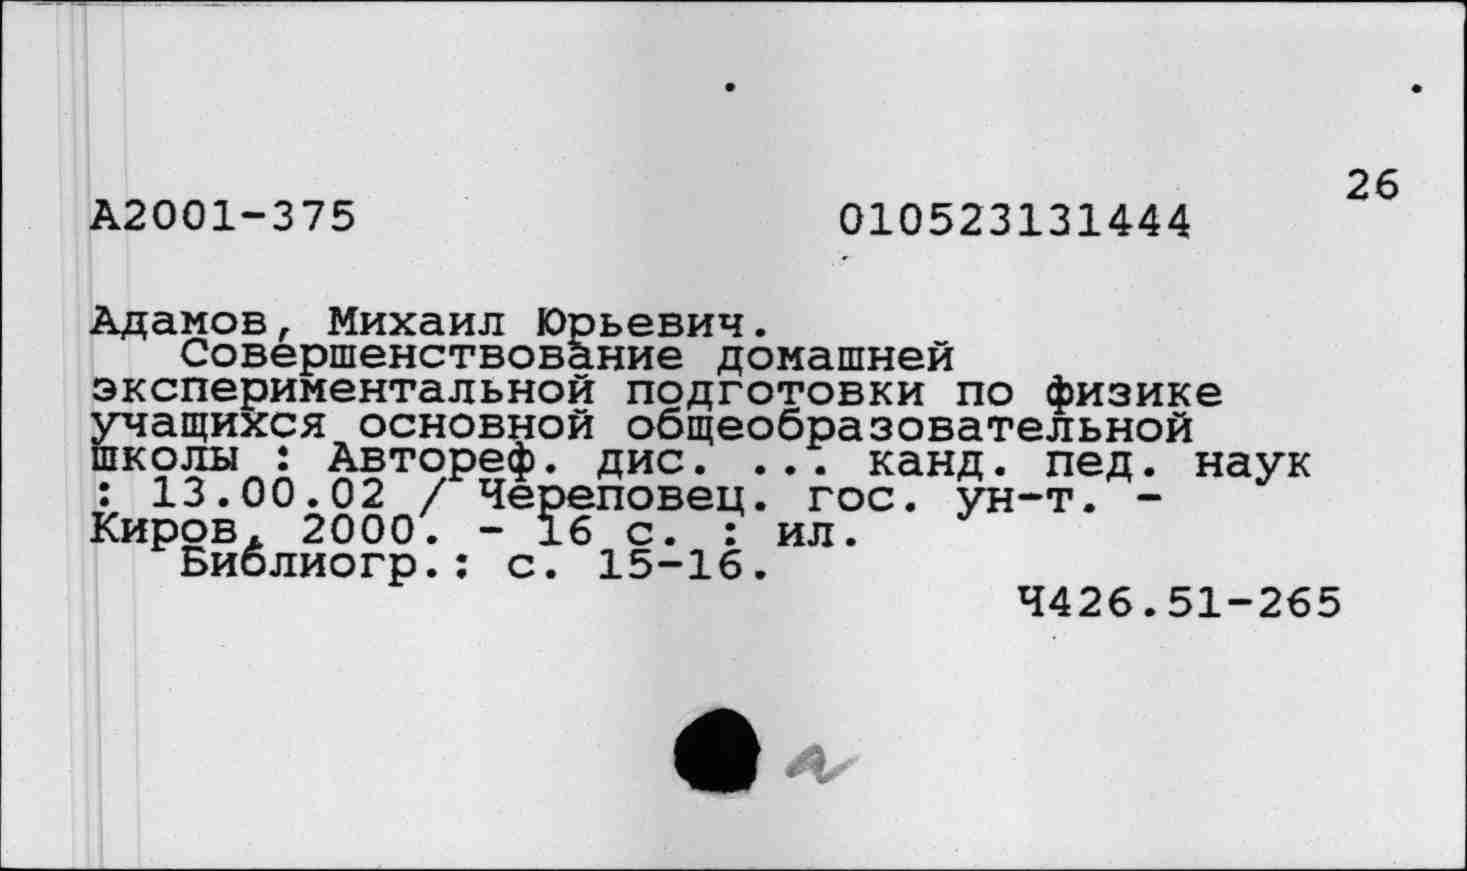 26
А2001-375 010523131444
Адамов, Михаил Юрьевич.
Совершенствование домашней
экспериментальной подготовки по физике
учащихся основной общеобразовательной
школы : Автореф. дис. ... канд. пед. наук
: 13.00.02 / Череповец. гос. ун-т. -
Киров, 2000. - 16 с. : ил.
Библиогр.: с. 15-16.
Ч426.51-265